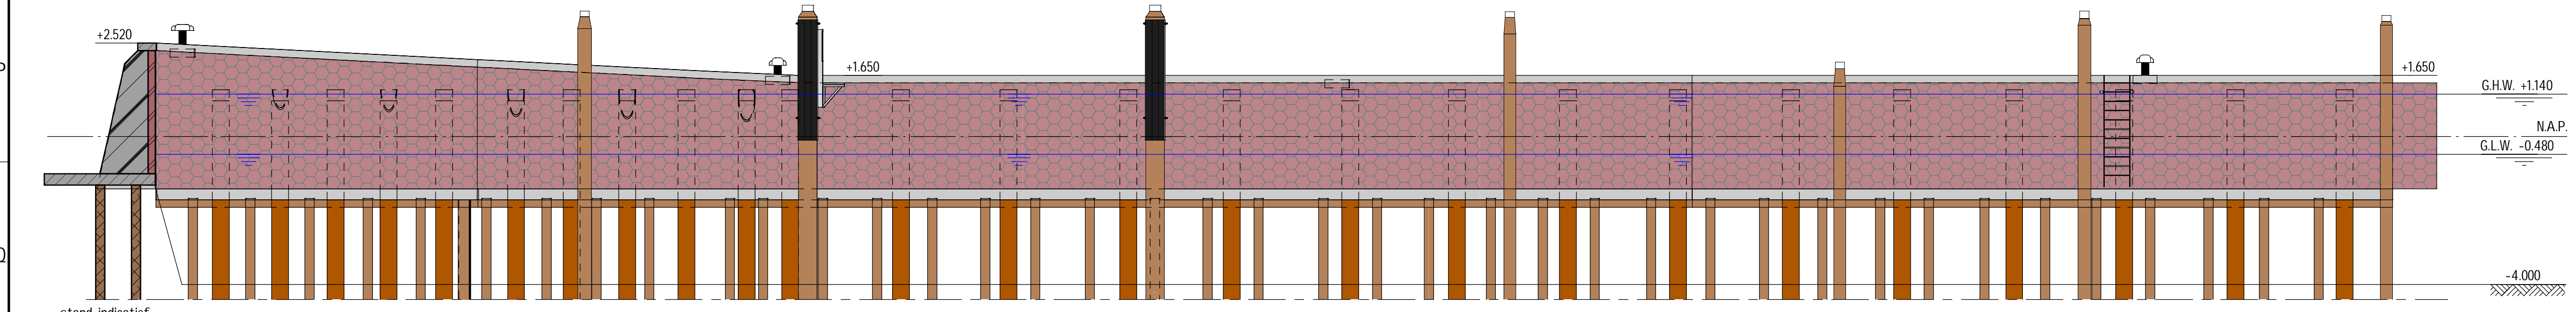 +2.520
+1.650
+1.650
G.H.W. +1.140
N.A.P.
G.L.W. -0.480
-4.000
stand indicatief